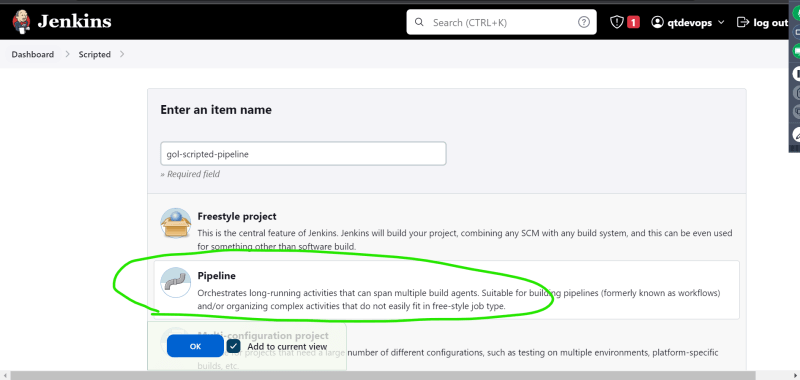 Jenkins
Search (CTRL+K)
1
qtdevops
log out
Dashboard
Scripted
Enter an item name
gol-scripted-pipeline
» Required field
Freestyle project
This is the central feature of Jenkins. Jenkins will build your project, combining any SCM with any build system, and this can be even used
for something other than software build.
Pipeline
Orchestrates long-running activities that can span multiple build agents. Suitable for building pipelines (formerly known as workflows)
and/or organizing complex activities that do not easily fit in free-style job type.
Multi-configuration project
projects that need a large number of different configurations, such as testing on multiple environments, platform-specific
builds, etc.
OK
Add to current view